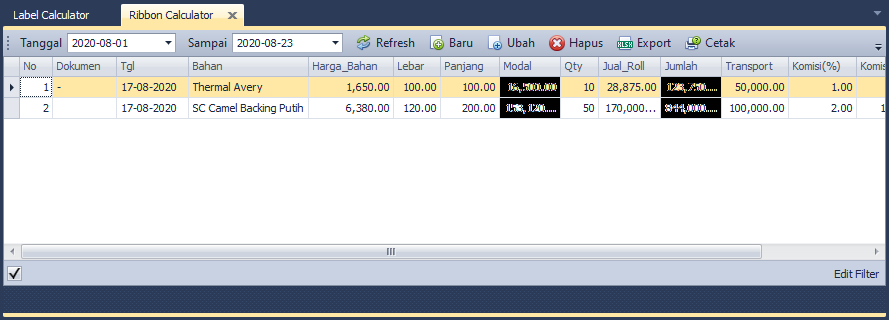 Label Calculator Ribbon Calculator
Tanggal 2020-08-01 Sampai 2020-08-23 Refresh Baru Ubah Hapus Export Cetak
No Dokumen Tgl Bahan Harga_Bahan Lebar Panjang Modal Qty Jual_Roll Jumlah Transport Komisi(%) Komis
1 - 17-08-2020 Thermal Avery 1,650.00 100.00 100.00 10 28,875.00 50,000.00 1.00
2 17-08-2020 SC Camel Backing Putih 6,380.00 120.00 200.00 50 170,000... 100,000.00 2.00 1
Edit Filter